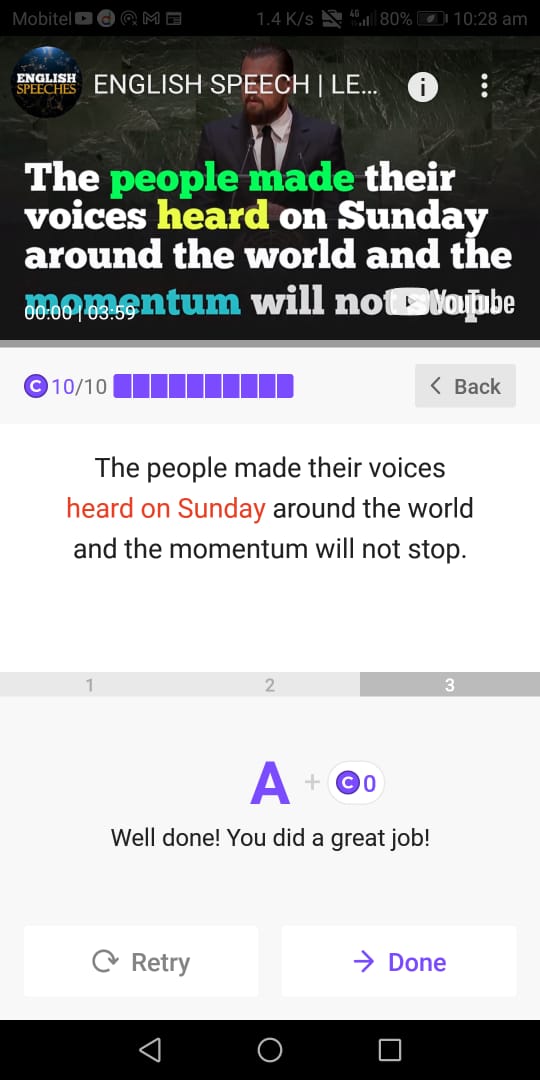 Mobitel 1.4 K/s 4G 80% 10:28 am
ENGLISH SPEECHES
ENGLISH SPEECH | LE...
The people made their
voices heard on Sunday
around the world and the
momentum will not stop.
00:00 | 03:59 YouTube
C 10/10 Back
The people made their voices
heard on Sunday around the world
and the momentum will not stop.
1 2 3
A + C 0
Well done! You did a great job!
Retry Done